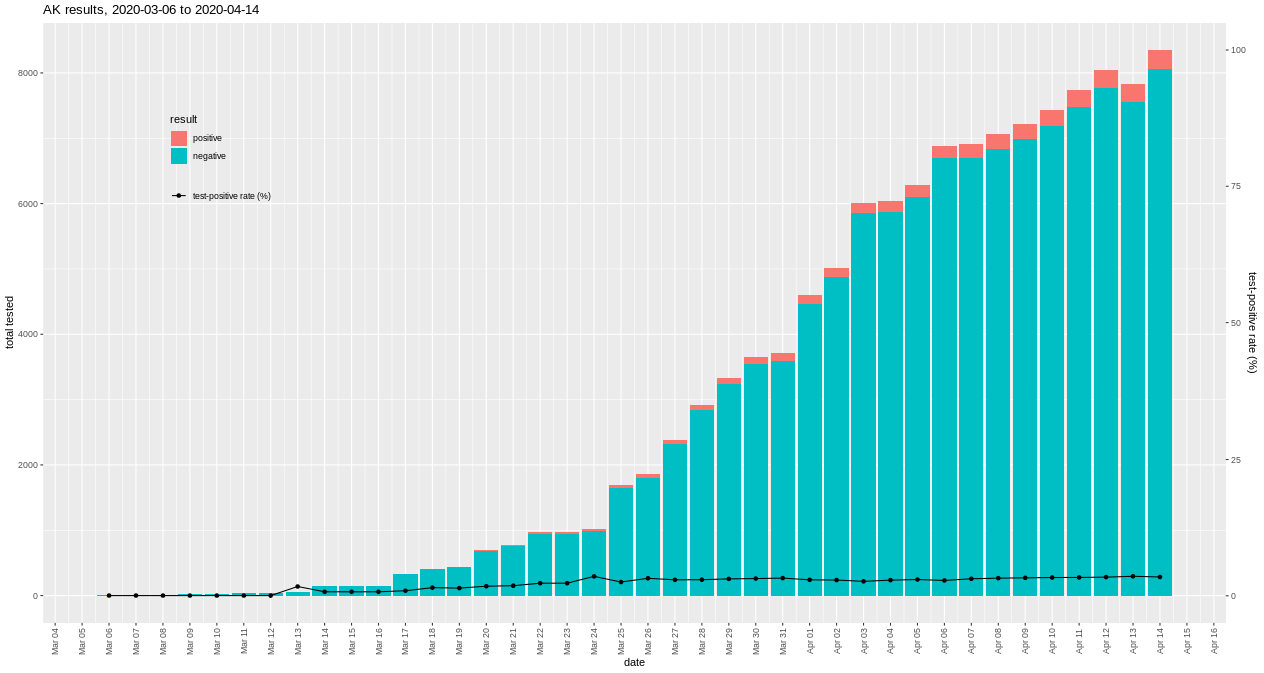 AK results, 2020-03-06 to 2020-04-14
total tested
8000
6000
4000
2000
0
result
positive
negative
test-positive rate (%)
100
75
50
25
0
test-positive rate (%)
Mar 04
Mar 05
Mar 06
Mar 07
Mar 08
Mar 09
Mar 10
Mar 11
Mar 12
Mar 13
Mar 14
Mar 15
Mar 16
Mar 17
Mar 18
Mar 19
Mar 20
Mar 21
Mar 22
Mar 23
Mar 24
Mar 25
Mar 26
Mar 27
Mar 28
Mar 29
Mar 30
Mar 31
Apr 01
Apr 02
Apr 03
Apr 04
Apr 05
Apr 06
Apr 07
Apr 08
Apr 09
Apr 10
Apr 11
Apr 12
Apr 13
Apr 14
Apr 15
Apr 16
date